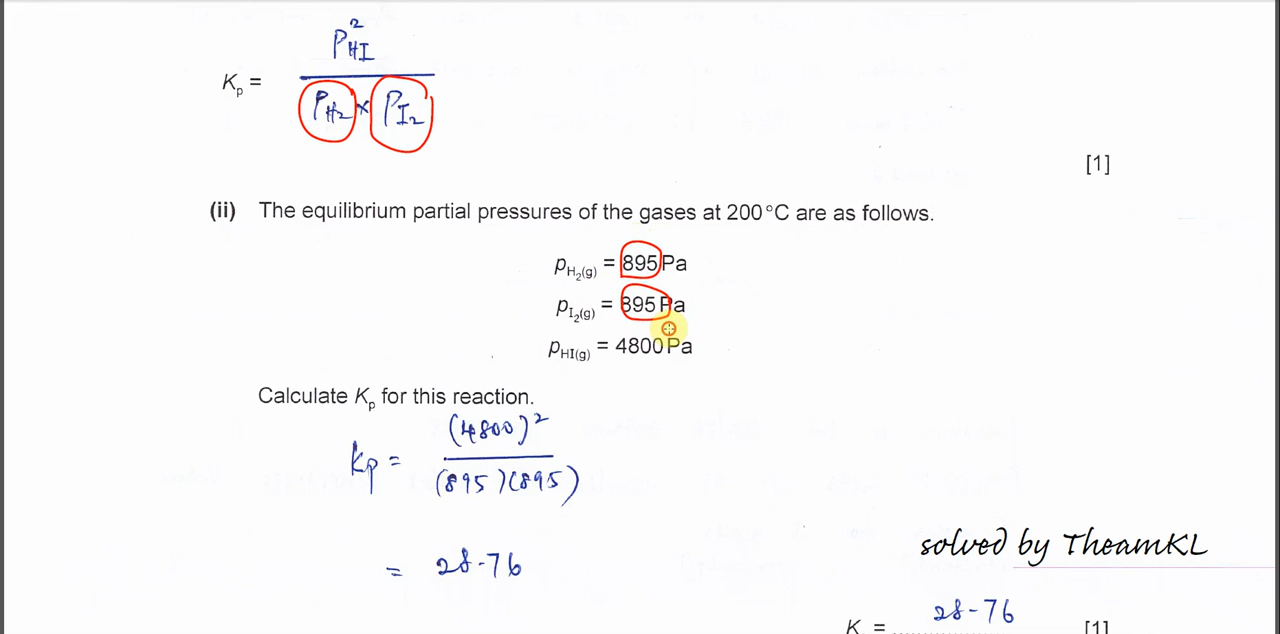 P²HI
Kp =
PH2 × PI2
[1]
(ii) The equilibrium partial pressures of the gases at 200 °C are as follows.
pH2(g) = 895 Pa
pI2(g) = 895 Pa
pHI(g) = 4800 Pa
Calculate Kp for this reaction.
(4800)²
Kp =
(895)(895)
= 28-76
solved by TheamKL
28-76
K = [1]